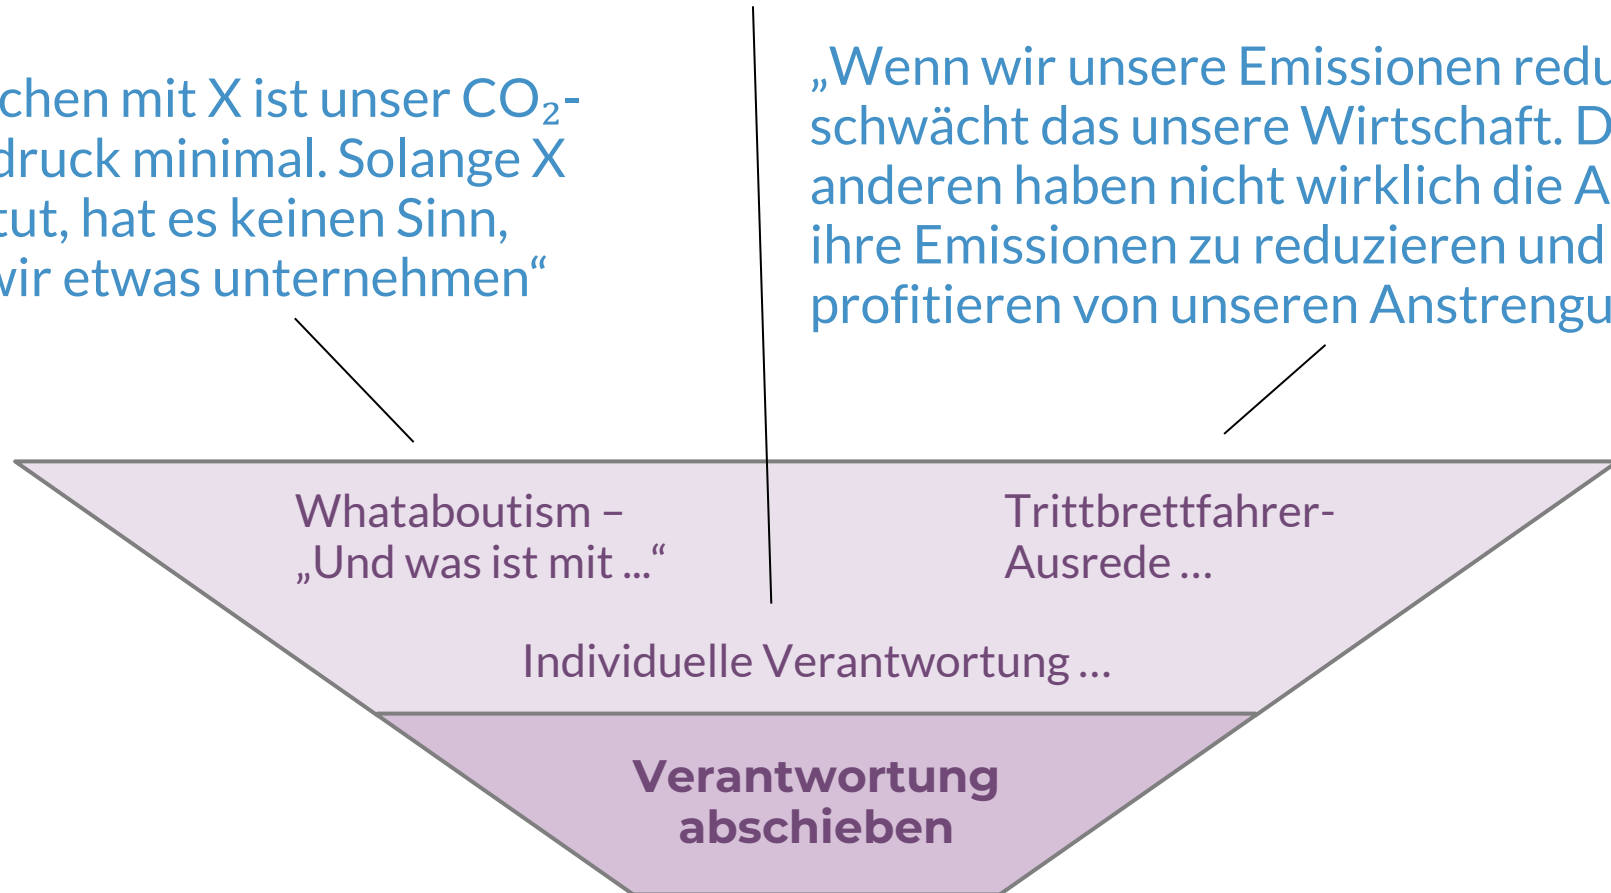 chen mit X ist unser CO₂-
druck minimal. Solange X
tut, hat es keinen Sinn,
wir etwas unternehmen“
„Wenn wir unsere Emissionen redu
schwächt das unsere Wirtschaft. D
anderen haben nicht wirklich die A
ihre Emissionen zu reduzieren und
profitieren von unseren Anstrengu
Whataboutism –
„Und was ist mit ...“
Trittbrettfahrer-
Ausrede …
Individuelle Verantwortung …
Verantwortung
abschieben